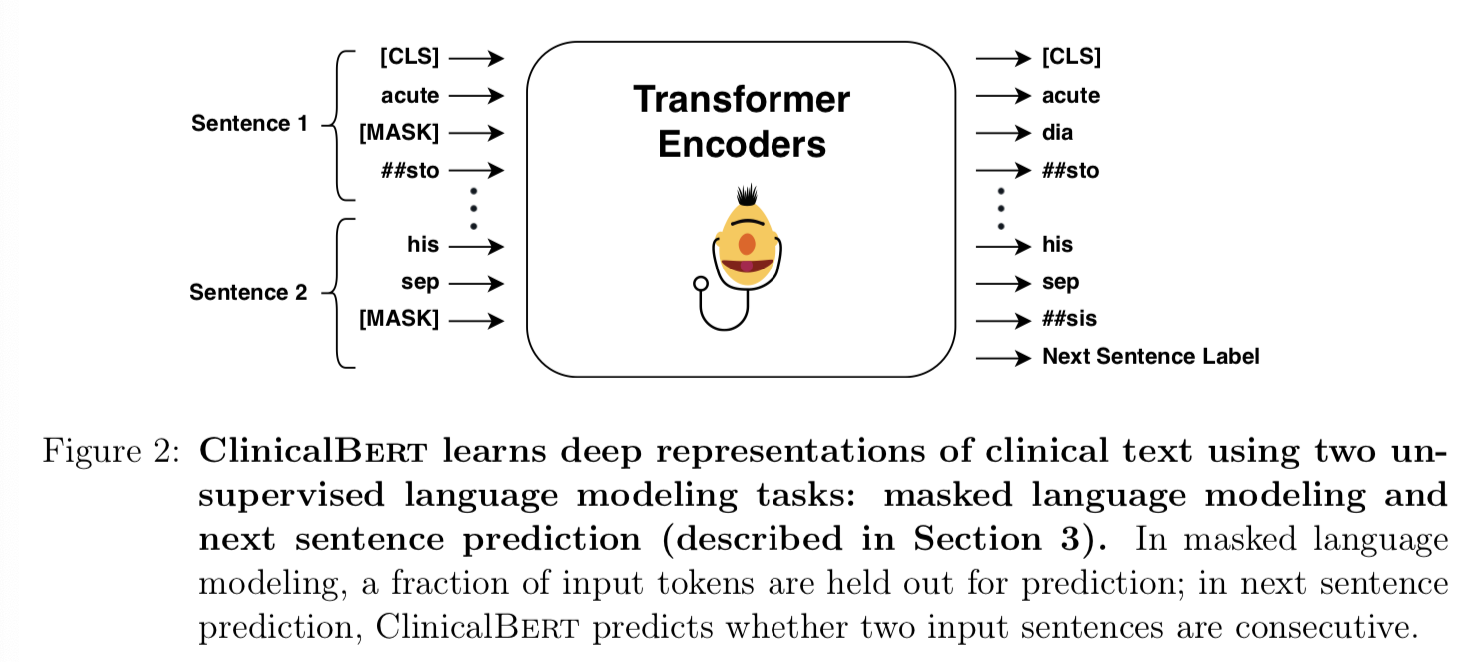 [CLS]
acute
Sentence 1
[MASK]
##sto
his
sep
Sentence 2
[MASK]
Transformer
Encoders
[CLS]
acute
dia
##sto
his
sep
##sis
Next Sentence Label
Figure 2: ClinicalBERT learns deep representations of clinical text using two un-
supervised language modeling tasks: masked language modeling and
next sentence prediction (described in Section 3). In masked language
modeling, a fraction of input tokens are held out for prediction; in next sentence
prediction, ClinicalBERT predicts whether two input sentences are consecutive.